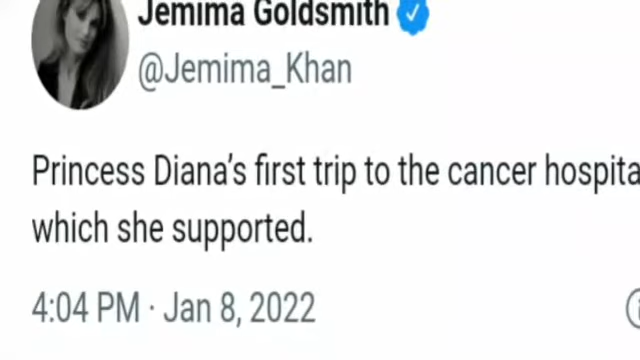 Jemima Goldsmith
@Jemima_Khan
Princess Diana's first trip to the cancer hospita
which she supported.
4:04 PM · Jan 8, 2022